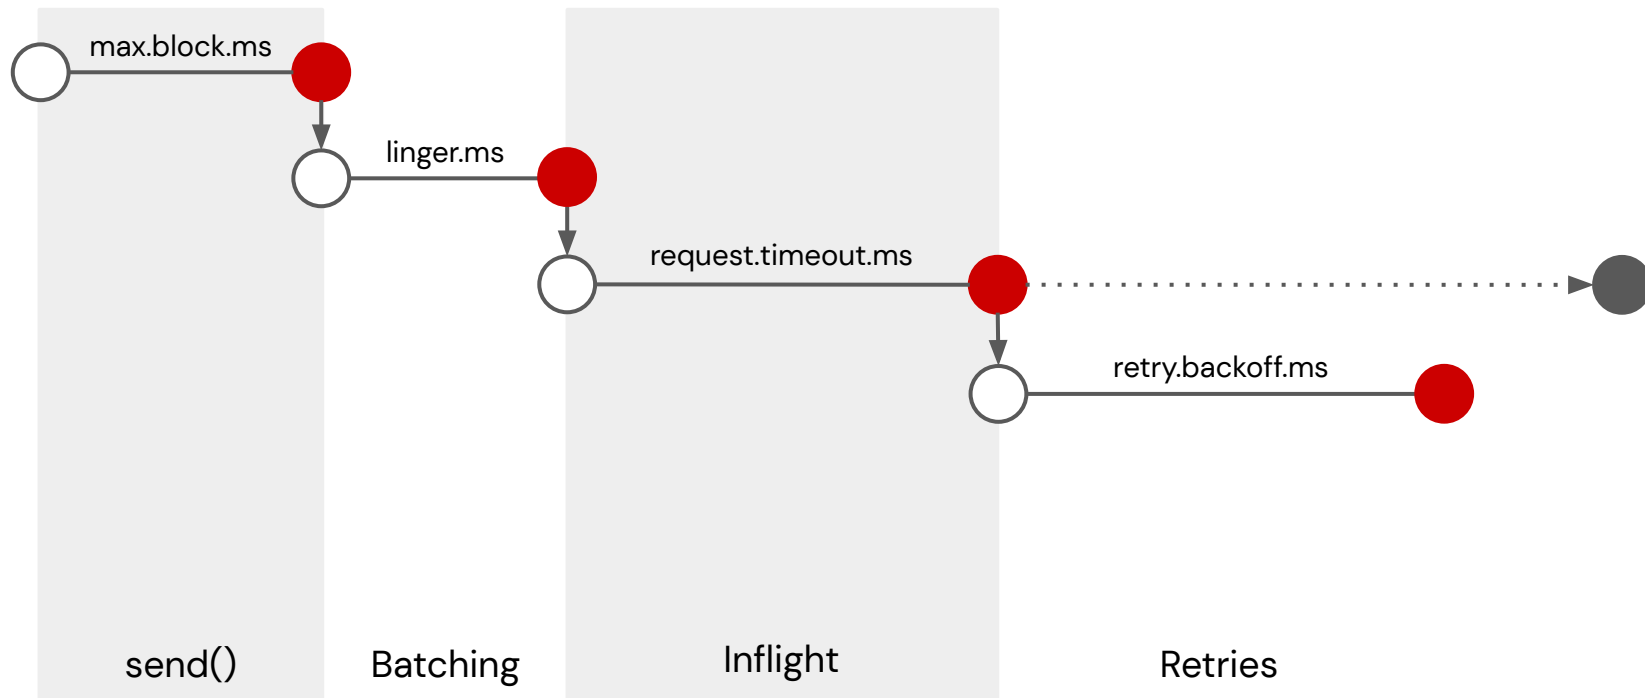 max.block.ms
linger.ms
request.timeout.ms
retry.backoff.ms
send()
Batching
Inflight
Retries